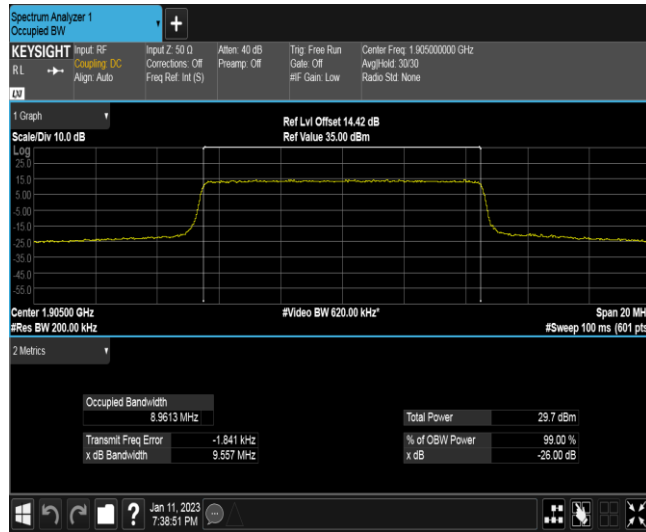 Spectrum Analyzer 1
Occupied BW
+
KEYSIGHT
R L
LXI
Input: RF
Coupling: DC
Align: Auto
Input Z: 50 Ω
Corrections: Off
Freq Ref: Int (S)
Atten: 40 dB
Preamp: Off
Trig: Free Run
Gate: Off
#IF Gain: Low
Center Freq: 1.905000000 GHz
Avg|Hold: 30/30
Radio Std: None
1 Graph
Scale/Div 10.0 dB
Ref Lvl Offset 14.42 dB
Ref Value 35.00 dBm
Log
25.0
15.0
5.00
-5.00
-15.0
-25.0
-35.0
-45.0
-55.0
Center 1.90500 GHz
#Res BW 200.00 kHz
#Video BW 620.00 kHz*
Span 20 MH
#Sweep 100 ms (601 pts
2 Metrics
Occupied Bandwidth
8.9613 MHz
Transmit Freq Error -1.841 kHz
x dB Bandwidth 9.557 MHz
Total Power 29.7 dBm
% of OBW Power 99.00 %
x dB -26.00 dB
?
Jan 11, 2023
7:38:51 PM